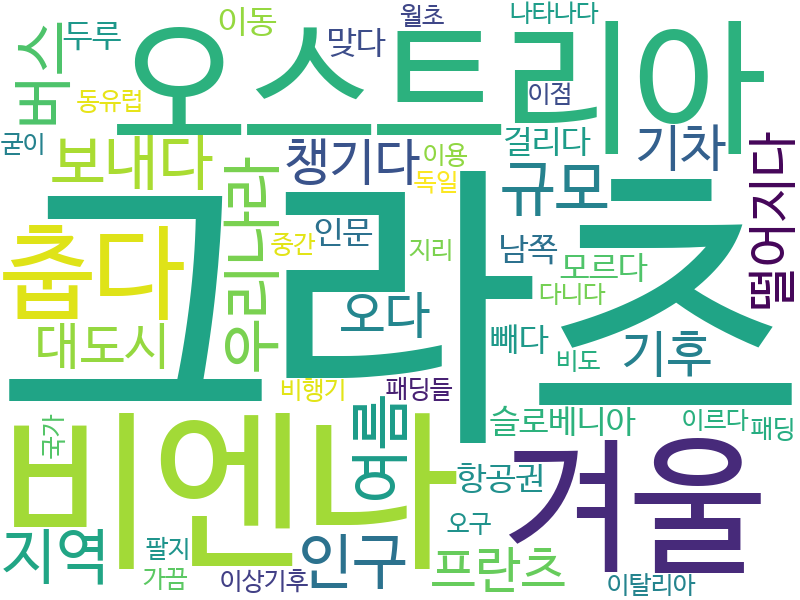 월초
나타나다
이동
두루
버스
오스트리아
맞다
이점
동유럽
굳이
보내다
챙기다
이용
걸리다
기차
독일
규모
떨어지다
우리나라
그라츠
춥다
중간
인문
지리
남쪽
모르다
다니다
오다
대도시
빼다
비도
기후
비행기
패딩들
여름
국가
비엔나
슬로베니아
이르다
패딩
겨울
항공권
오구
지역
팔지
가끔
이상기후
인구
프란츠
이탈리아